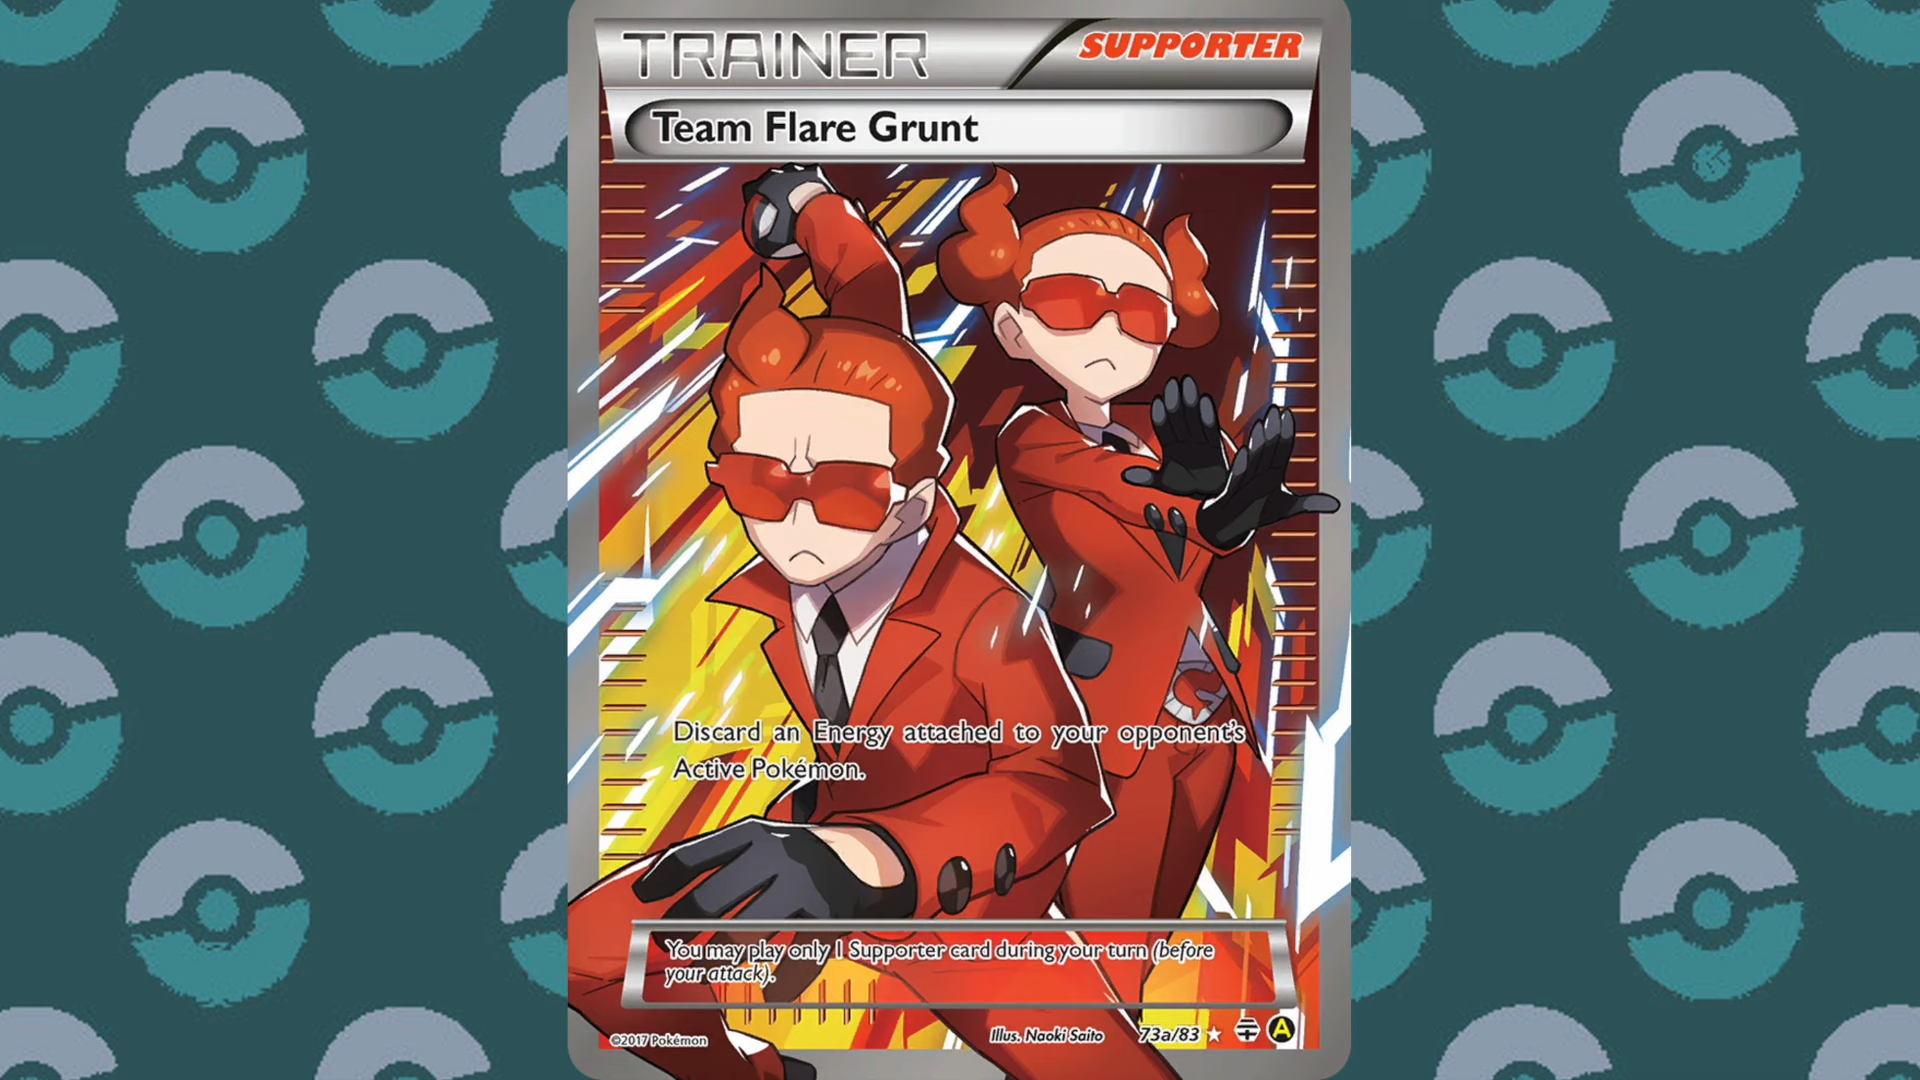 TRAINER
SUPPORTER
Team Flare Grunt
Discard an Energy attached to your opponent's
Active Pokémon.
You may play only 1 Supporter card during your turn (before
your attack).
©2017 Pokémon
Illus. Naoki Saito
73a/83
A